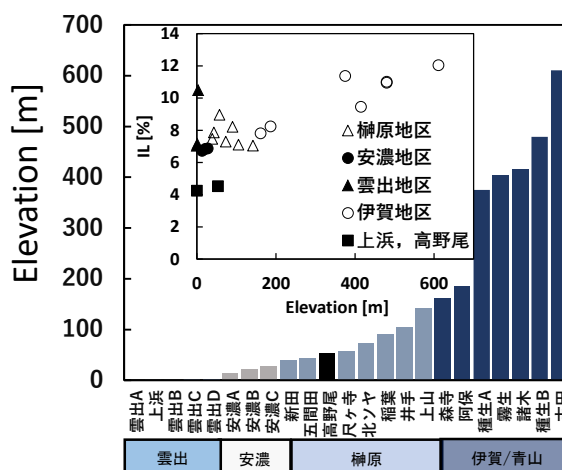 700
600
500
400
300
200
100
0
Elevation [m]
14
12
10
8
6
4
2
0
IL [%]
0
200
400
600
Elevation [m]
榊原地区
安濃地区
雲出地区
伊賀地区
上浜，高野尾
雲出A
上浜
雲出B
雲出C
雲出D
安濃A
安濃B
安濃C
新田
五間田
高野尾
尺ヶ寺
北ソヤ
稲葉
井手
上山
森寺
阿保
種生A
霧生
諸木
種生B
雲出
安濃
榊原
伊賀/青山